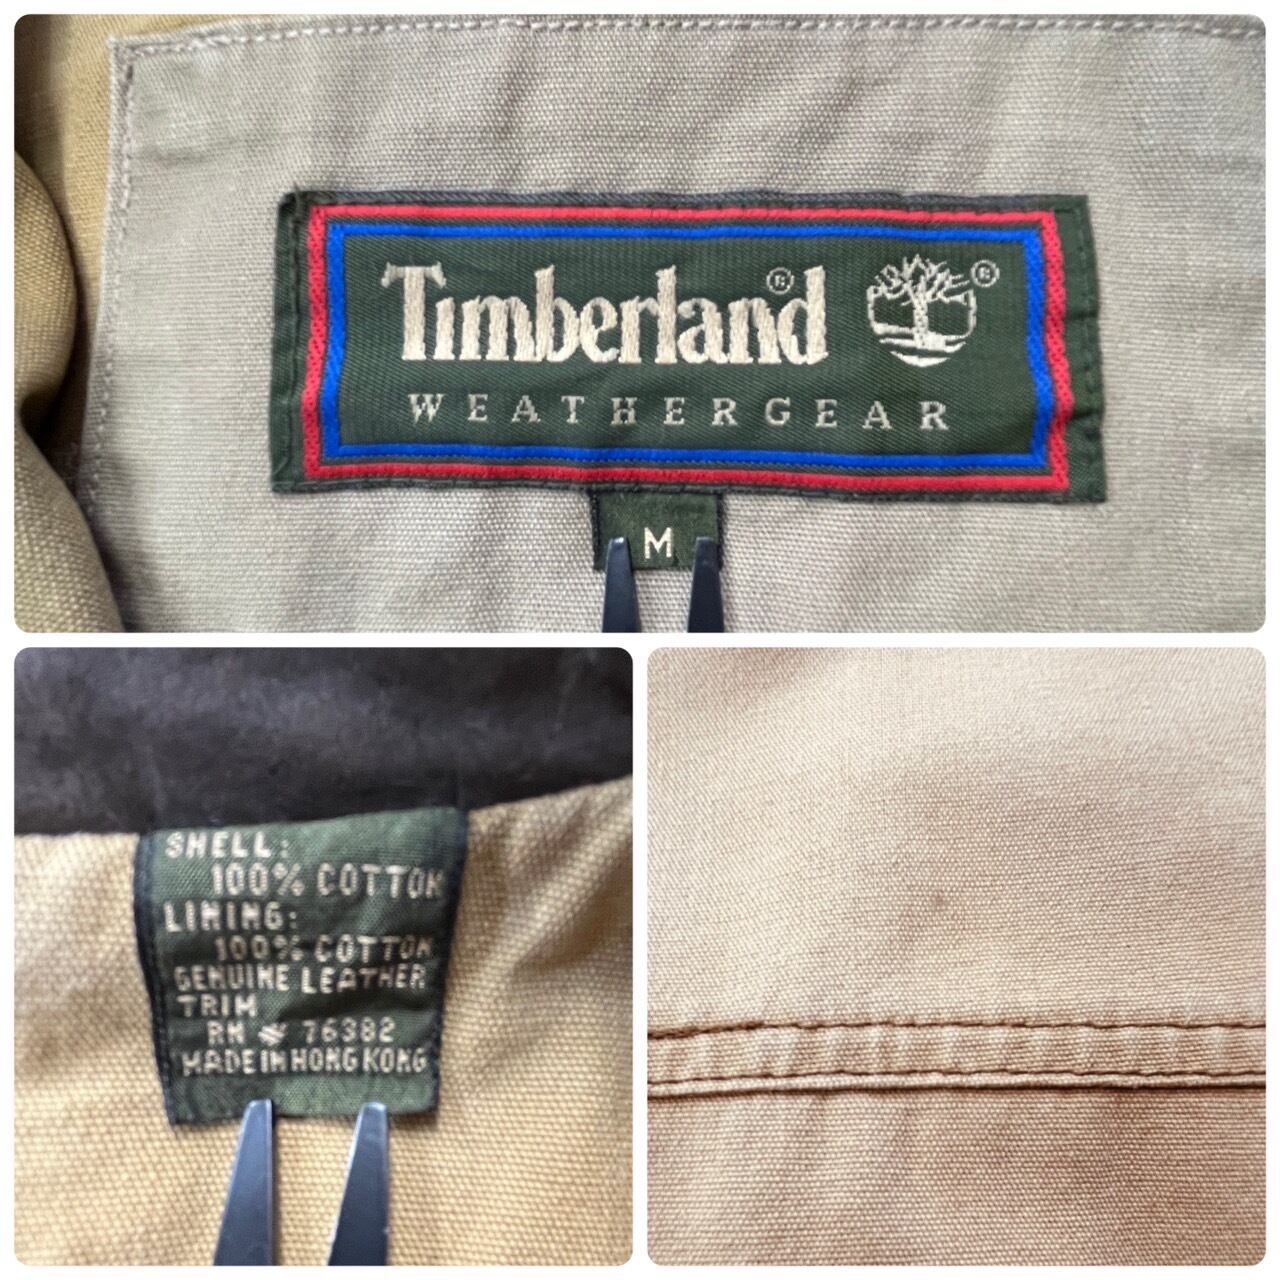 Timberland® ®
WEATHERGEAR
M
SHELL:
100% COTTON
LINING:
100% COTTON
GENUINE LEATHER
TRIM
RN # 76382
MADE IN HONG KONG